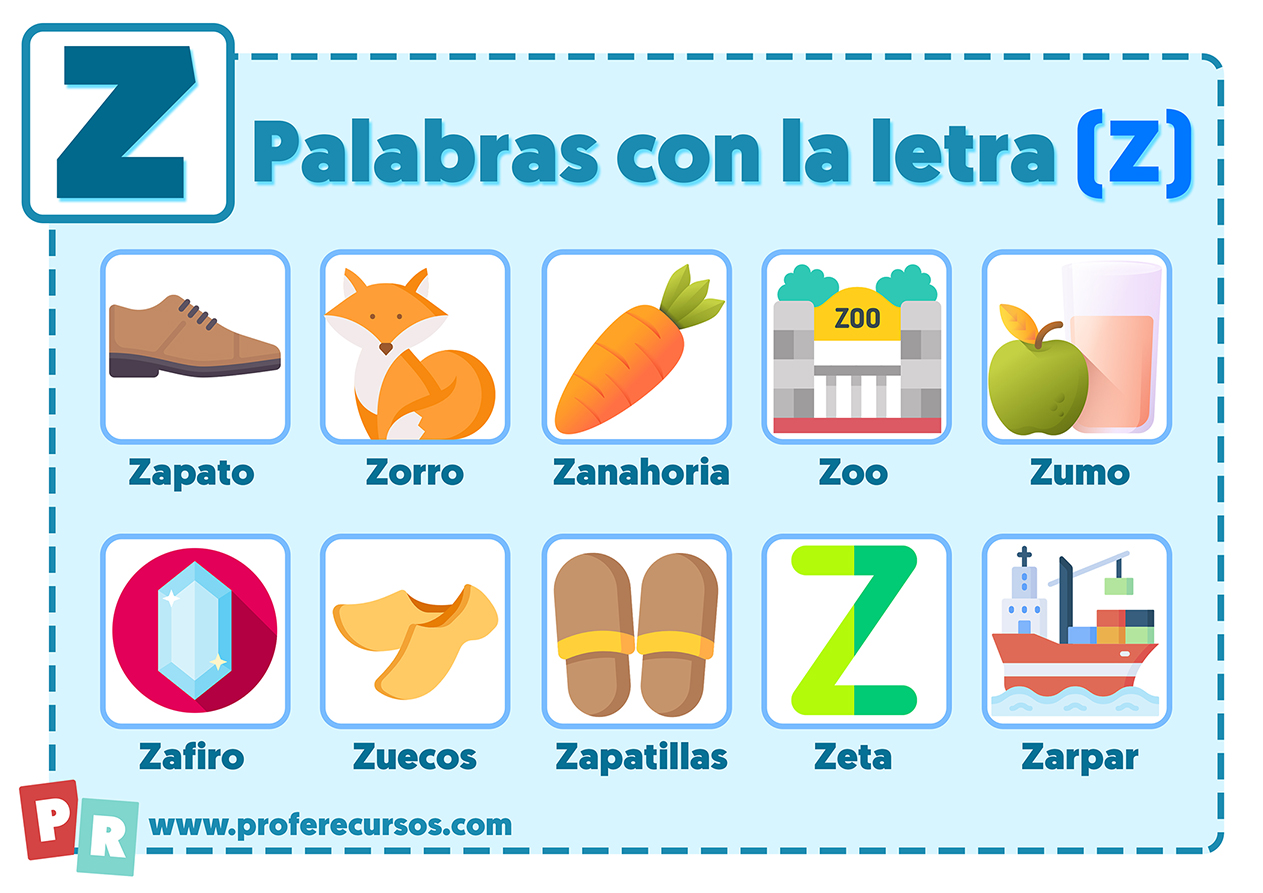 Z
Palabras con la letra (Z)
ZOO
Zapato Zorro Zanahoria Zoo Zumo
Z
Zafiro Zuecos Zapatillas Zeta Zarpar
PR
www.proferecursos.com